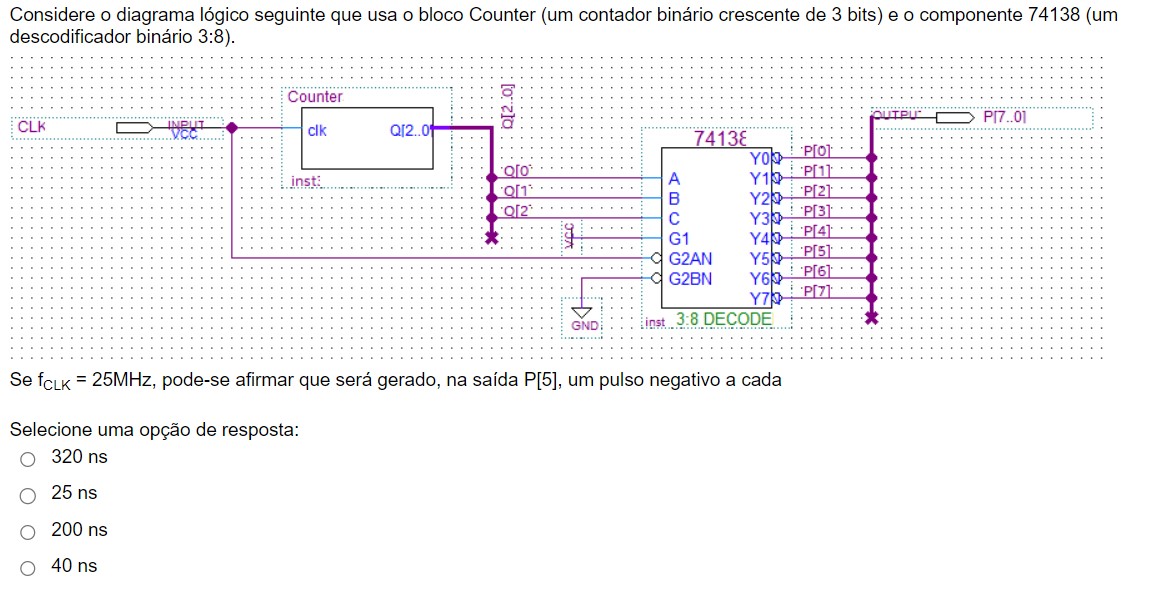 Considere o diagrama lógico seguinte que usa o bloco Counter (um contador binário crescente de 3 bits) e o componente 74138 (um
descodificador binário 3:8).
Counter
Q[2..0]
CLK
INPUT
VCC
clk
Q[2..0
OUTPU
P[7..0]
inst
74138
Y0 P[0]
Q[0 A Y1 P[1]
Q[1 B Y2 P[2]
Q[2 C Y3 P[3]
VCC G1 Y4 P[4]
G2AN Y5 P[5]
G2BN Y6 P[6]
Y7 P[7]
GND
inst 3:8 DECODE
Se fCLK = 25MHz, pode-se afirmar que será gerado, na saída P[5], um pulso negativo a cada
Selecione uma opção de resposta:
320 ns
25 ns
200 ns
40 ns